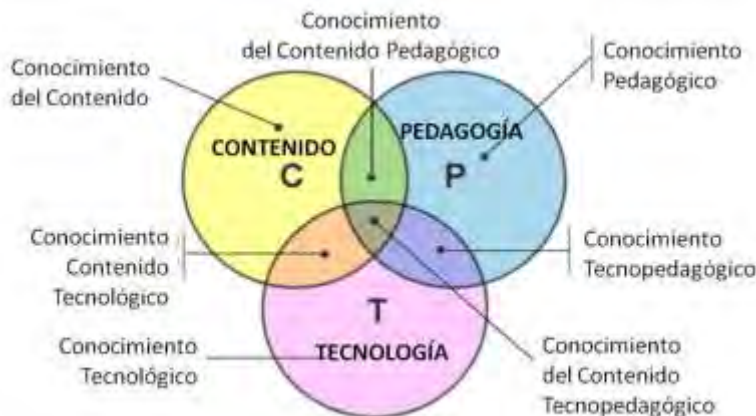 Conocimiento
del Contenido Pedagógico
Conocimiento
del Contenido
Conocimiento
Pedagógico
CONTENIDO
C
PEDAGOGÍA
P
Conocimiento
Contenido
Tecnológico
Conocimiento
Tecnopedagógico
T
TECNOLOGÍA
Conocimiento
Tecnológico
Conocimiento
del Contenido
Tecnopedagógico